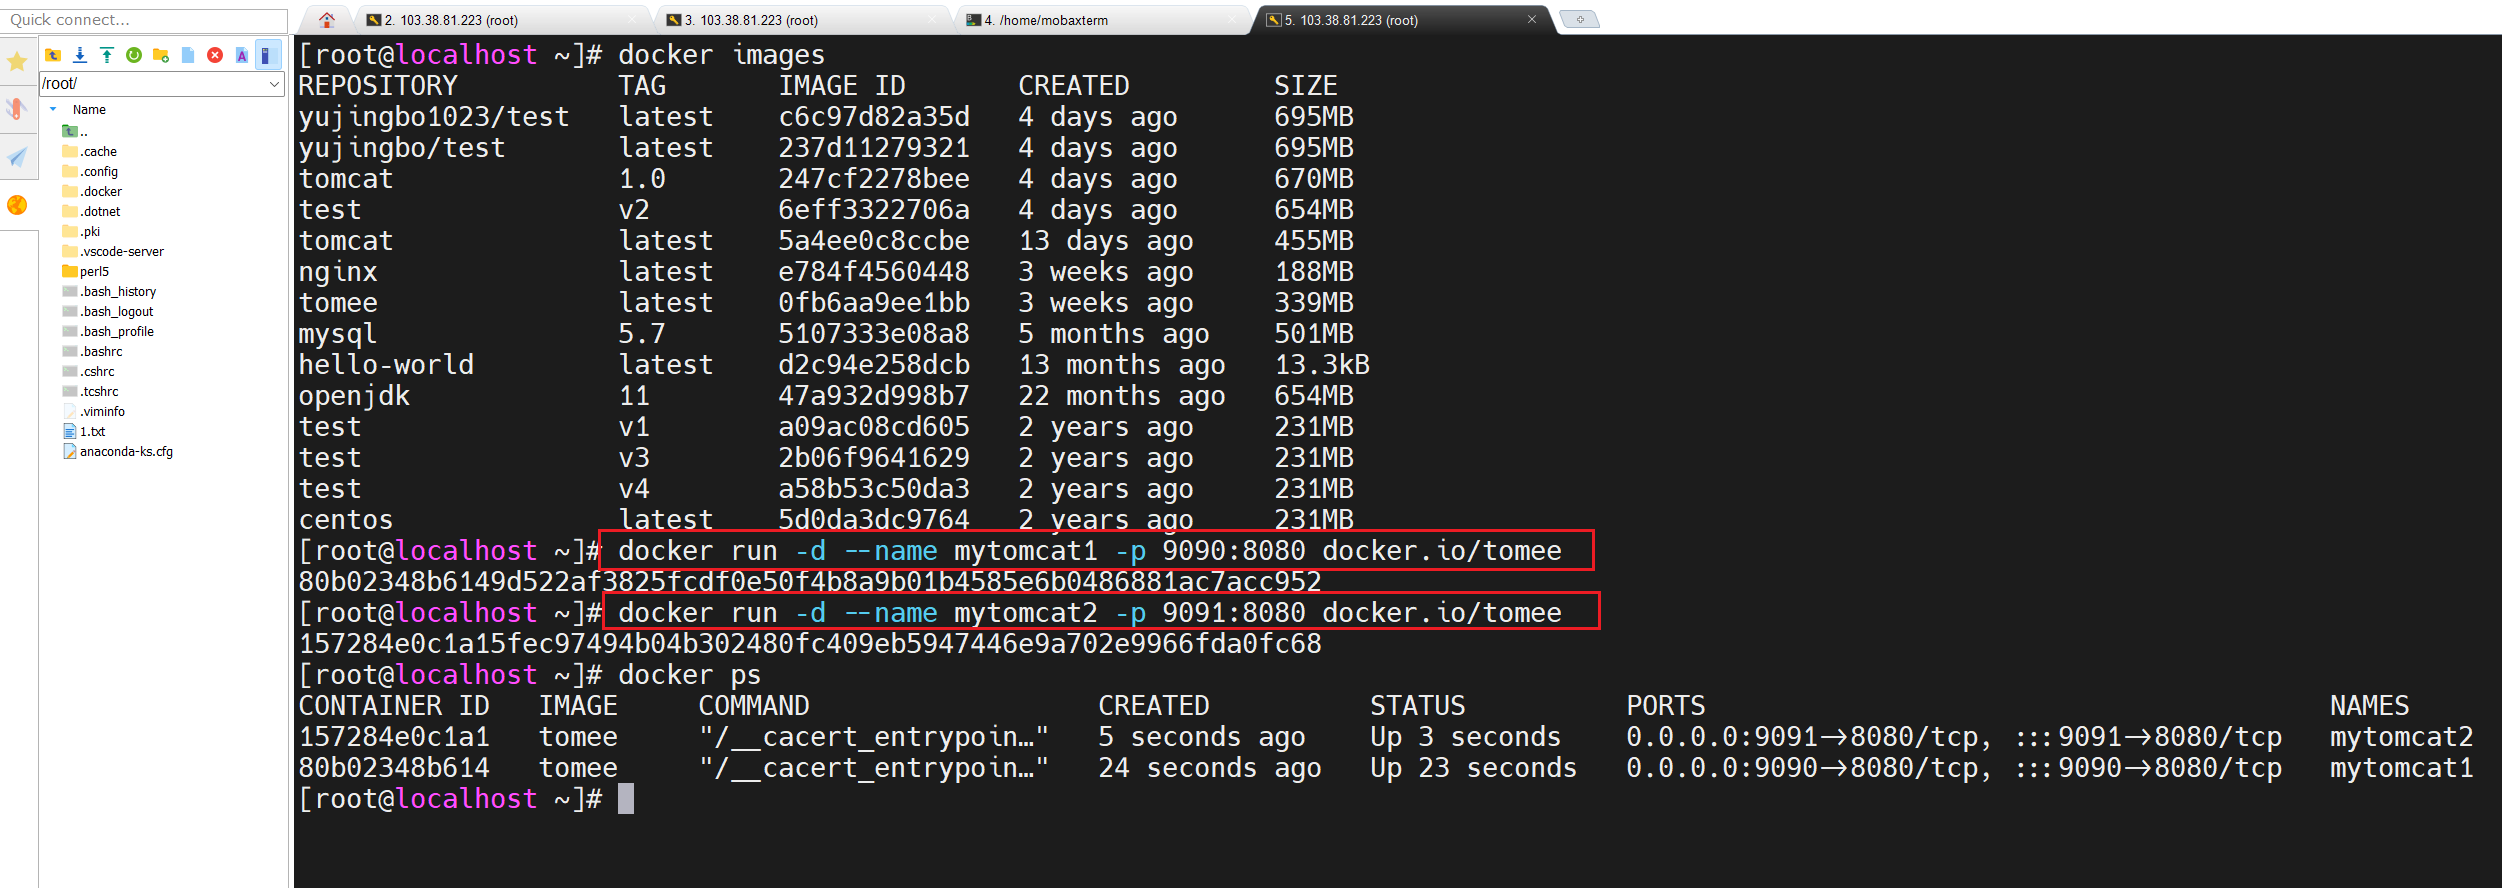 Quick connect...
2. 103.38.81.223 (root)
3. 103.38.81.223 (root)
4. /home/mobaxterm
5. 103.38.81.223 (root)
/root/
Name
..
.cache
.config
.docker
.dotnet
.pki
.vscode-server
perl5
.bash_history
.bash_logout
.bash_profile
.bashrc
.cshrc
.tcshrc
.viminfo
1.txt
anaconda-ks.cfg
[root@localhost ~]# docker images
REPOSITORY TAG IMAGE ID CREATED SIZE
yujingbo1023/test latest c6c97d82a35d 4 days ago 695MB
yujingbo/test latest 237d11279321 4 days ago 695MB
tomcat 1.0 247cf2278bee 4 days ago 670MB
test v2 6eff3322706a 4 days ago 654MB
tomcat latest 5a4ee0c8ccbe 13 days ago 455MB
nginx latest e784f4560448 3 weeks ago 188MB
tomee latest 0fb6aa9ee1bb 3 weeks ago 339MB
mysql 5.7 5107333e08a8 5 months ago 501MB
hello-world latest d2c94e258dcb 13 months ago 13.3kB
openjdk 11 47a932d998b7 22 months ago 654MB
test v1 a09ac08cd605 2 years ago 231MB
test v3 2b06f9641629 2 years ago 231MB
test v4 a58b53c50da3 2 years ago 231MB
centos latest 5d0da3dc9764 2 years ago 231MB
[root@localhost ~]# docker run -d --name mytomcat1 -p 9090:8080 docker.io/tomee
80b02348b6149d522af3825fcdf0e50f4b8a9b01b4585e6b0486881ac7acc952
[root@localhost ~]# docker run -d --name mytomcat2 -p 9091:8080 docker.io/tomee
157284e0c1a15fec97494b04b302480fc409eb5947446e9a702e9966fda0fc68
[root@localhost ~]# docker ps
CONTAINER ID IMAGE COMMAND CREATED STATUS PORTS NAMES
157284e0c1a1 tomee "/__cacert_entrypoin…" 5 seconds ago Up 3 seconds 0.0.0.0:9091->8080/tcp, :::9091->8080/tcp mytomcat2
80b02348b614 tomee "/__cacert_entrypoin…" 24 seconds ago Up 23 seconds 0.0.0.0:9090->8080/tcp, :::9090->8080/tcp mytomcat1
[root@localhost ~]#